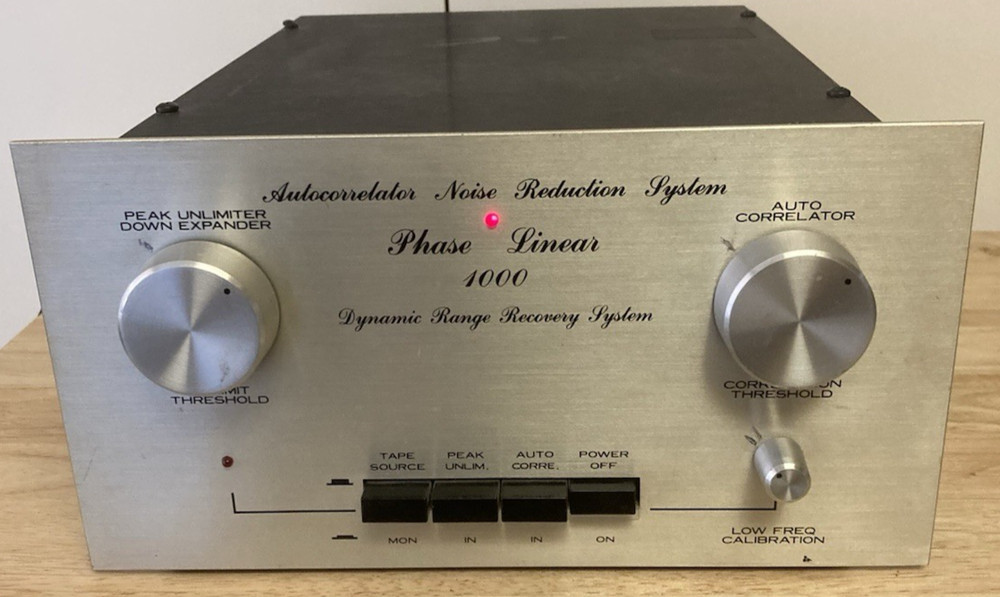 Autocorrelator Noise Reduction System
PEAK UNLIMITER
DOWN EXPANDER
AUTO
CORRELATOR
Phase Linear
1000
Dynamic Range Recovery System
THRESHOLD
THRESHOLD
TAPE
SOURCE
PEAK
UNLIM.
AUTO
CORRE.
POWER
OFF
MON
IN
IN
ON
LOW FREQ
CALIBRATION